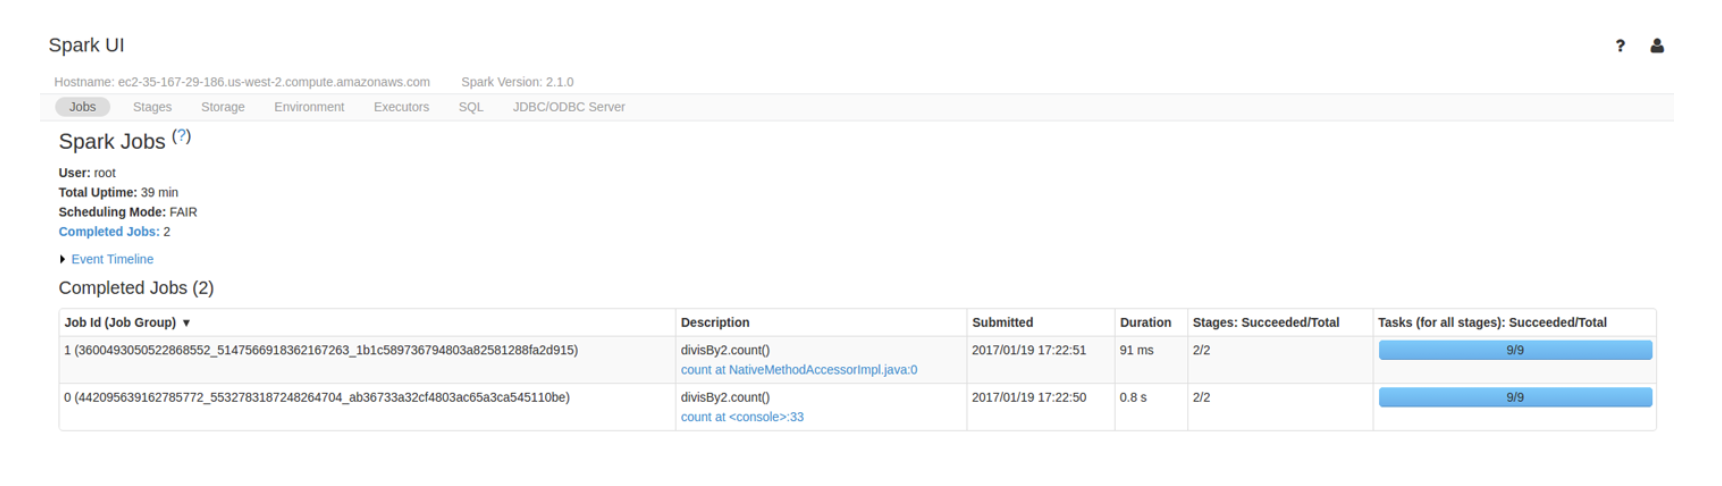 Spark UI
?
Hostname: ec2-35-167-29-186.us-west-2.compute.amazonaws.com Spark Version: 2.1.0
Jobs Stages Storage Environment Executors SQL JDBC/ODBC Server
Spark Jobs (?)
User: root
Total Uptime: 39 min
Scheduling Mode: FAIR
Completed Jobs: 2
Event Timeline
Completed Jobs (2)
Job Id (Job Group) ▼ Description Submitted Duration Stages: Succeeded/Total Tasks (for all stages): Succeeded/Total
1 (3600493050522868552_5147566918362167263_1b1c589736794803a82581288fa2d915) divisBy2.count() 2017/01/19 17:22:51 91 ms 2/2 9/9
count at NativeMethodAccessorImpl.java:0
0 (442095639162785772_5532783187248264704_ab36733a32cf4803ac65a3ca545110be) divisBy2.count() 2017/01/19 17:22:50 0.8 s 2/2 9/9
count at <console>:33